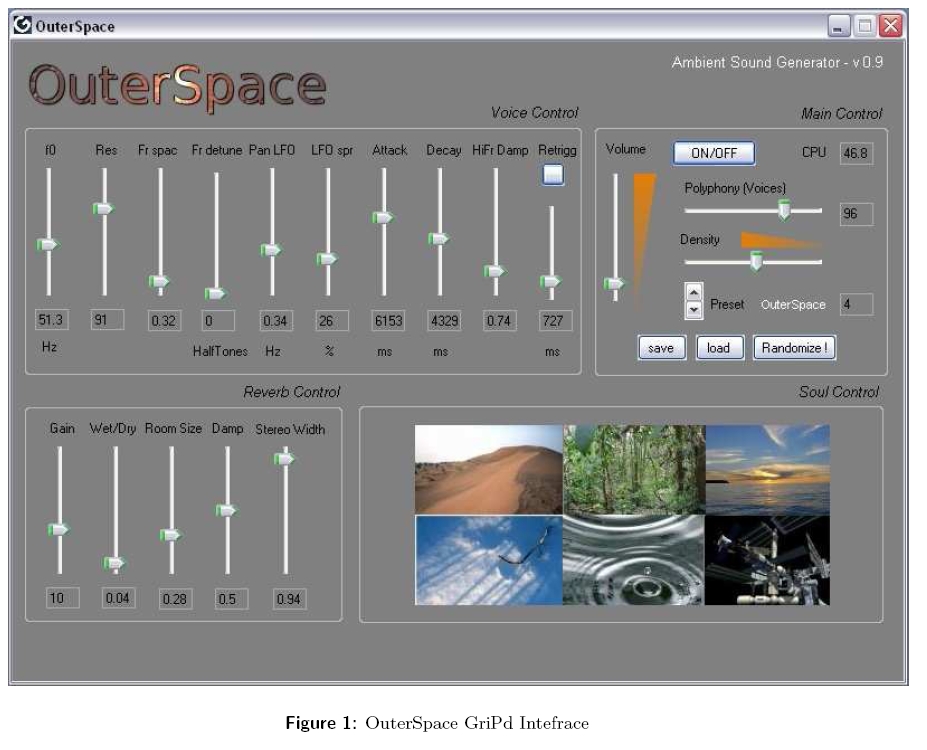 OuterSpace
OuterSpace
Ambient Sound Generator - v 0.9
Voice Control
f0 Res Fr spac Fr detune Pan LFO LFO spr Attack Decay HiFr Damp Retrigg
51.3 91 0.32 0 0.34 26 6153 4329 0.74 727
Hz HalfTones Hz % ms ms ms
Main Control
Volume ON/OFF CPU 46.8
Polyphony (Voices)
96
Density
Preset OuterSpace 4
save load Randomize !
Reverb Control
Gain Wet/Dry Room Size Damp Stereo Width
10 0.04 0.28 0.5 0.94
Soul Control
Figure 1: OuterSpace GriPd Intefrace